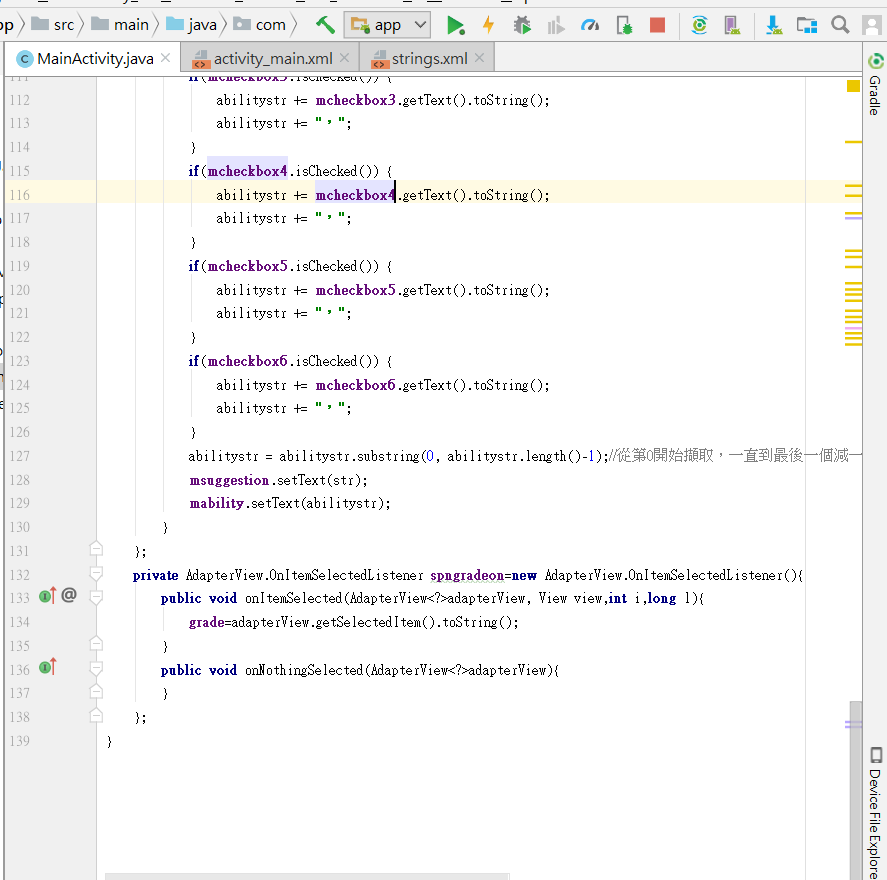 src main java com app
MainActivity.java activity_main.xml strings.xml
111 if(mcheckbox3.isChecked()) {
112 abilitystr += mcheckbox3.getText().toString();
113 abilitystr += "，";
114 }
115 if(mcheckbox4.isChecked()) {
116 abilitystr += mcheckbox4.getText().toString();
117 abilitystr += "，";
118 }
119 if(mcheckbox5.isChecked()) {
120 abilitystr += mcheckbox5.getText().toString();
121 abilitystr += "，";
122 }
123 if(mcheckbox6.isChecked()) {
124 abilitystr += mcheckbox6.getText().toString();
125 abilitystr += "，";
126 }
127 abilitystr = abilitystr.substring(0, abilitystr.length()-1);//從第0開始擷取，一直到最後一個減一
128 msuggestion.setText(str);
129 mability.setText(abilitystr);
130 }
131 };
132 private AdapterView.OnItemSelectedListener spngradeon=new AdapterView.OnItemSelectedListener(){
133 @ public void onItemSelected(AdapterView<?>adapterView, View view,int i,long l){
134 grade=adapterView.getSelectedItem().toString();
135 }
136 public void onNothingSelected(AdapterView<?>adapterView){
137 }
138 };
139 }
Gradle
Device File Explore